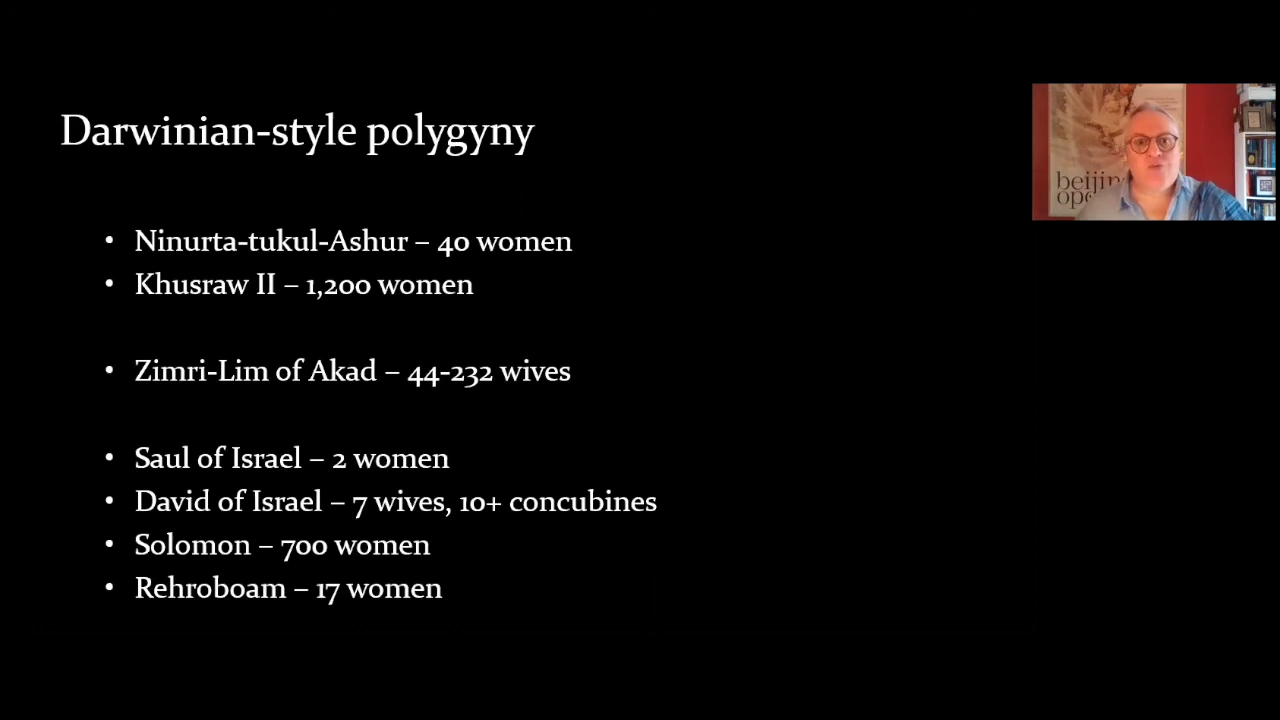 Darwinian-style polygyny
• Ninurta-tukul-Ashur – 40 women
• Khusraw II – 1,200 women
• Zimri-Lim of Akad – 44-232 wives
• Saul of Israel – 2 women
• David of Israel – 7 wives, 10+ concubines
• Solomon – 700 women
• Rehroboam – 17 women